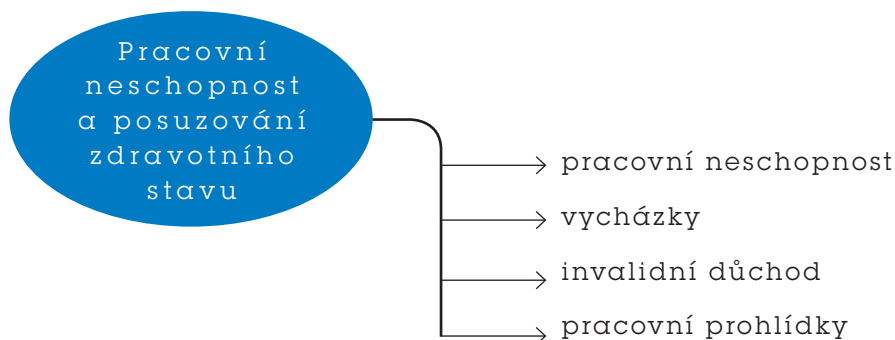 Pracovní
neschopnost
a posuzování
zdravotního
stavu
pracovní neschopnost
vycházky
invalidní důchod
pracovní prohlídky